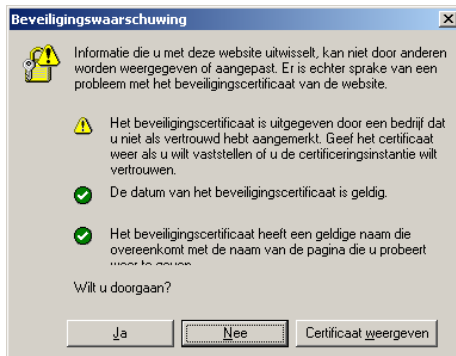 Beveiligingswaarschuwing
Informatie die u met deze website uitwisselt, kan niet door anderen
worden weergegeven of aangepast. Er is echter sprake van een
probleem met het beveiligingscertificaat van de website.
Het beveiligingscertificaat is uitgegeven door een bedrijf dat
u niet als vertrouwd hebt aangemerkt. Geef het certificaat
weer als u wilt vaststellen of u de certificeringsinstantie wilt
vertrouwen.
De datum van het beveiligingscertificaat is geldig.
Het beveiligingscertificaat heeft een geldige naam die
overeenkomt met de naam van de pagina die u probeert
weer te geven
Wilt u doorgaan?
Ja Nee Certificaat weergeven